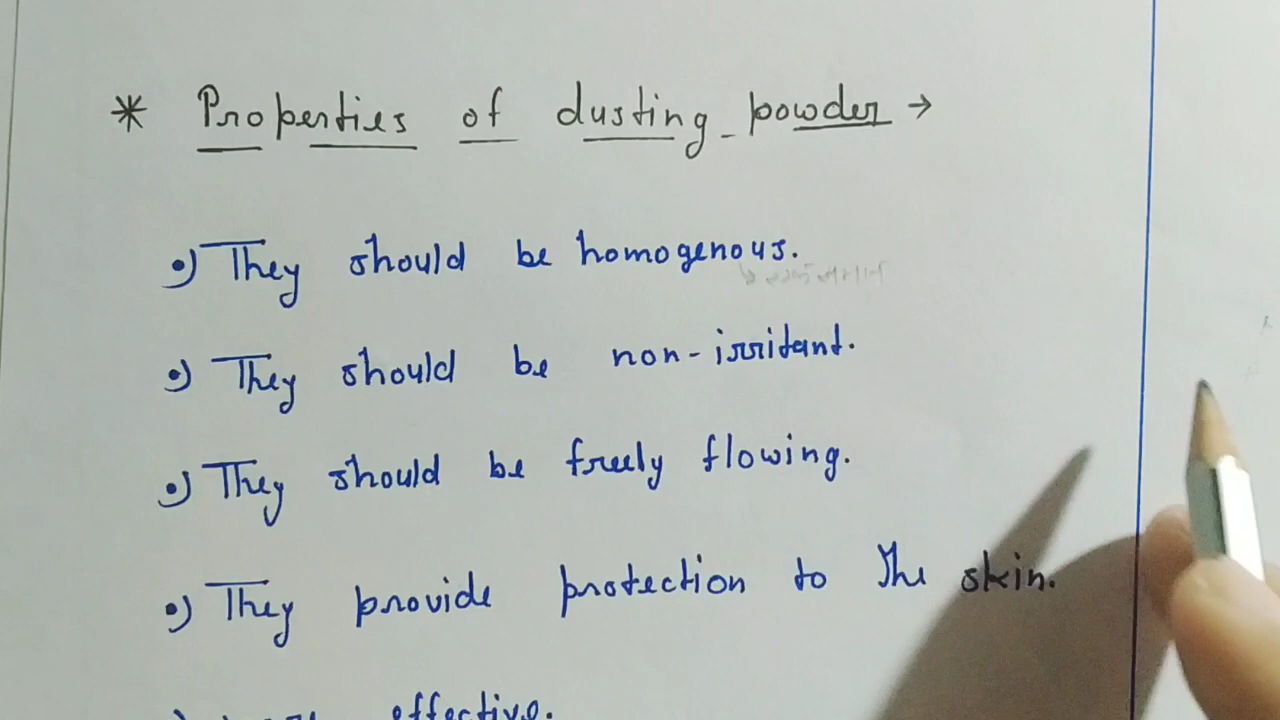 * Properties of dusting powder →
•) They should be homogenous.
•) They should be non-irritant.
•) They should be freely flowing.
•) They provide protection to the skin.
effective.